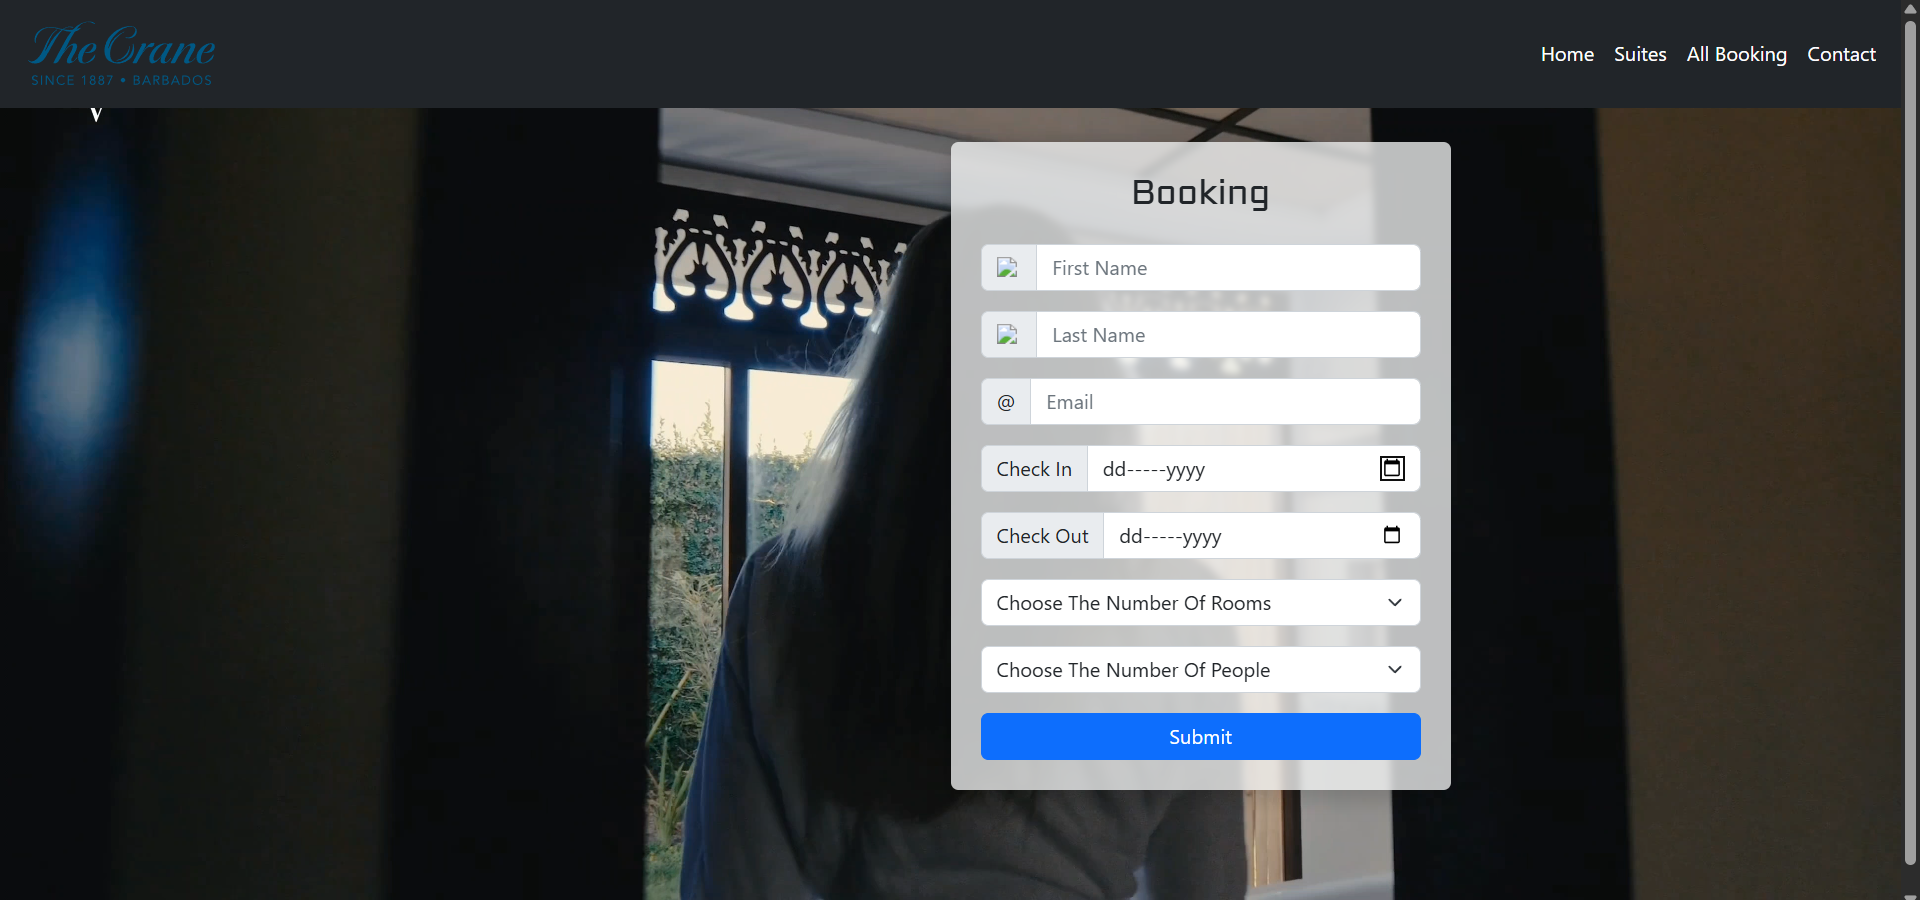 The Crane
SINCE 1887 • BARBADOS
Home Suites All Booking Contact
Booking
First Name
Last Name
@ Email
Check In dd-----yyyy
Check Out dd-----yyyy
Choose The Number Of Rooms
Choose The Number Of People
Submit